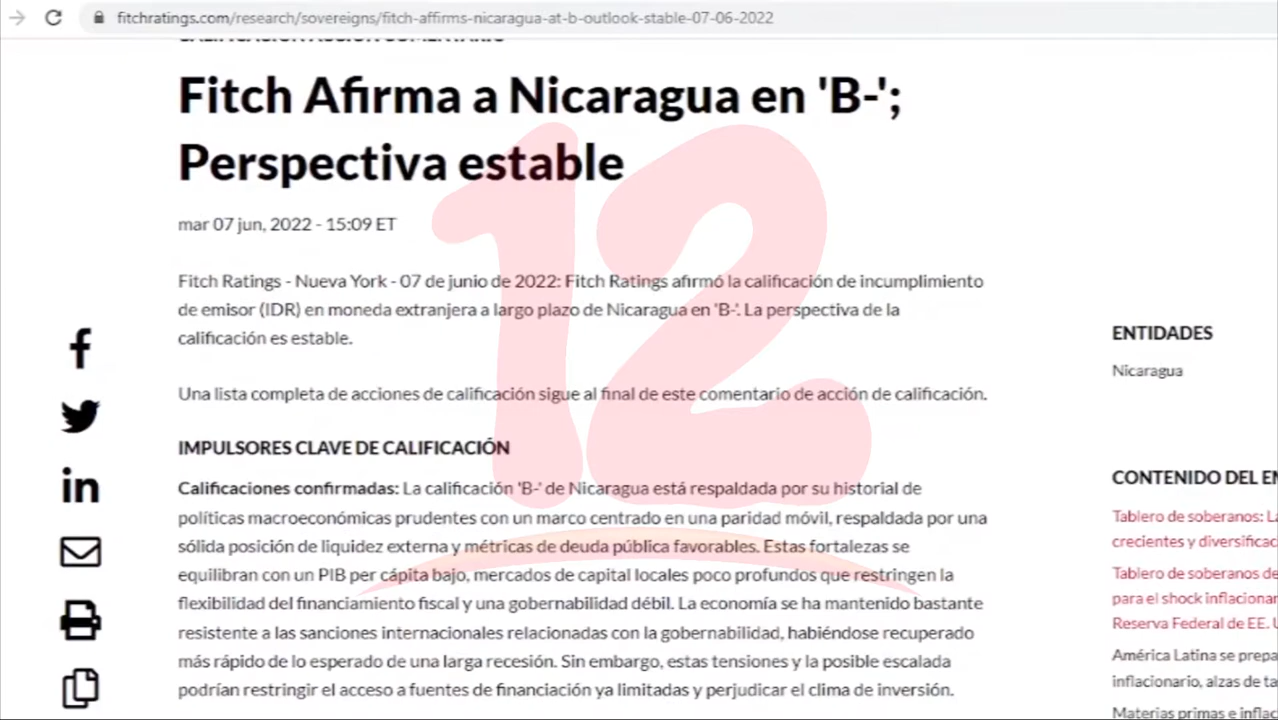 fitchratings.com/research/sovereigns/fitch-affirms-nicaragua-at-b-outlook-stable-07-06-2022
CALIFICACIÓN ACCIÓN COMENTARIO
Fitch Afirma a Nicaragua en 'B-';
Perspectiva estable
mar 07 jun, 2022 - 15:09 ET
Fitch Ratings - Nueva York - 07 de junio de 2022: Fitch Ratings afirmó la calificación de incumplimiento
de emisor (IDR) en moneda extranjera a largo plazo de Nicaragua en 'B-'. La perspectiva de la
calificación es estable.
Una lista completa de acciones de calificación sigue al final de este comentario de acción de calificación.
IMPULSORES CLAVE DE CALIFICACIÓN
Calificaciones confirmadas: La calificación 'B-' de Nicaragua está respaldada por su historial de
políticas macroeconómicas prudentes con un marco centrado en una paridad móvil, respaldada por una
sólida posición de liquidez externa y métricas de deuda pública favorables. Estas fortalezas se
equilibran con un PIB per cápita bajo, mercados de capital locales poco profundos que restringen la
flexibilidad del financiamiento fiscal y una gobernabilidad débil. La economía se ha mantenido bastante
resistente a las sanciones internacionales relacionadas con la gobernabilidad, habiéndose recuperado
más rápido de lo esperado de una larga recesión. Sin embargo, estas tensiones y la posible escalada
podrían restringir el acceso a fuentes de financiación ya limitadas y perjudicar el clima de inversión.
12
ENTIDADES
Nicaragua
CONTENIDO DEL EN
Tablero de soberanos: La
crecientes y diversificac
Tablero de soberanos de
para el shock inflacionar
Reserva Federal de EE. U
América Latina se prepa
inflacionario, alzas de ta
Materias primas e inflac